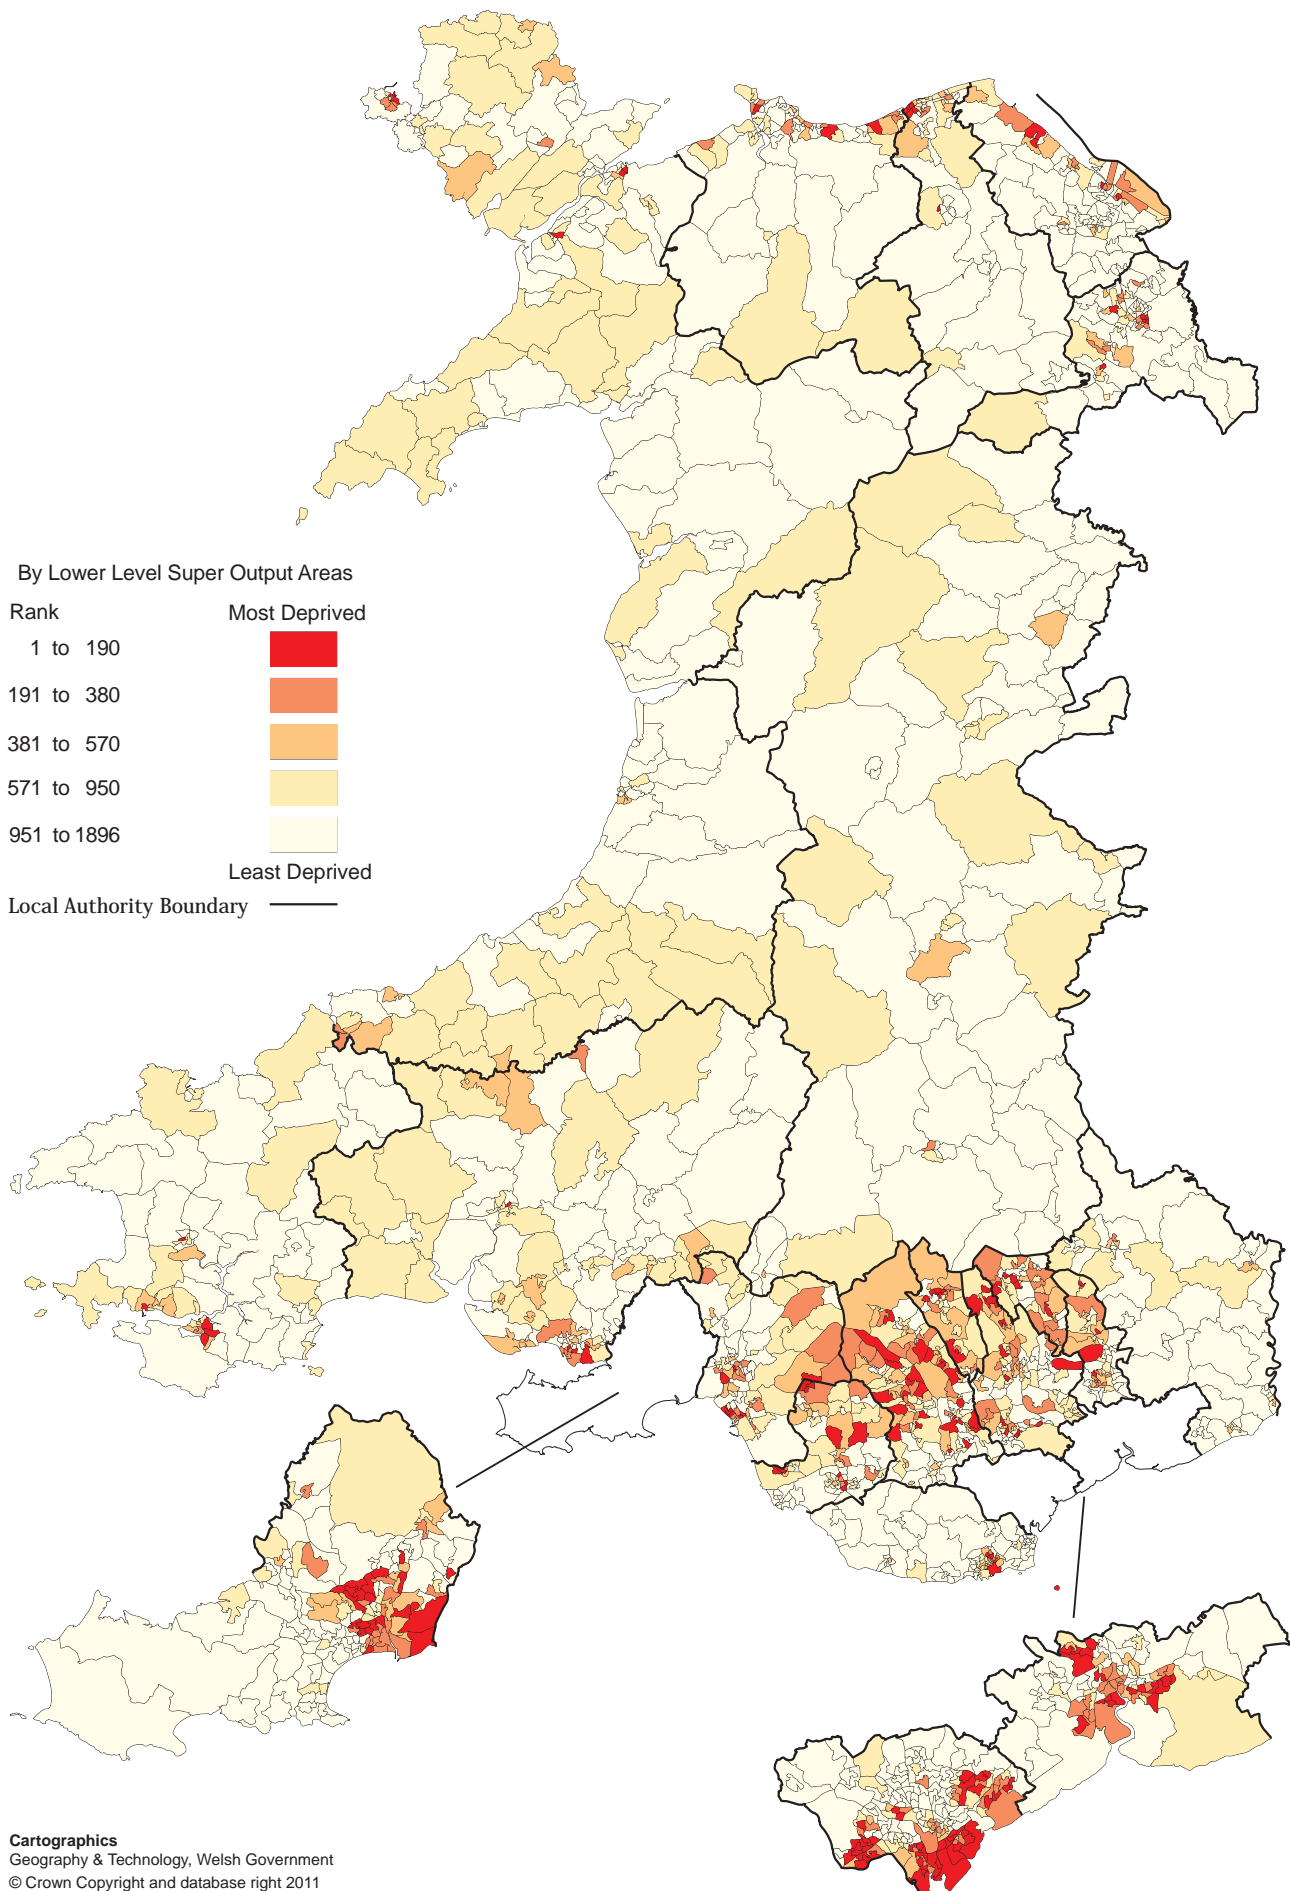 By Lower Level Super Output Areas
Rank Most Deprived
1 to 190
191 to 380
381 to 570
571 to 950
951 to 1896
Least Deprived
Local Authority Boundary
Cartographics
Geography & Technology, Welsh Government
© Crown Copyright and database right 2011